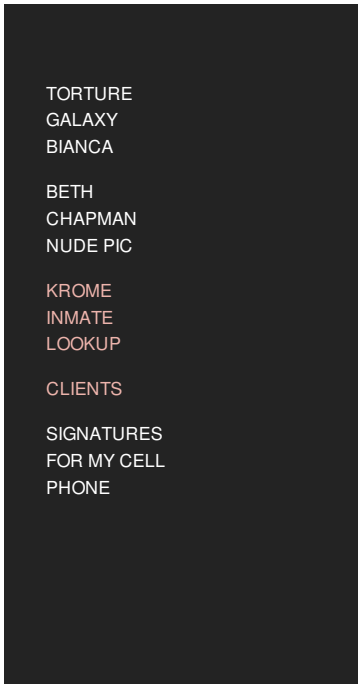 TORTURE
GALAXY
BIANCA
BETH
CHAPMAN
NUDE PIC
KROME
INMATE
LOOKUP
CLIENTS
SIGNATURES
FOR MY CELL
PHONE